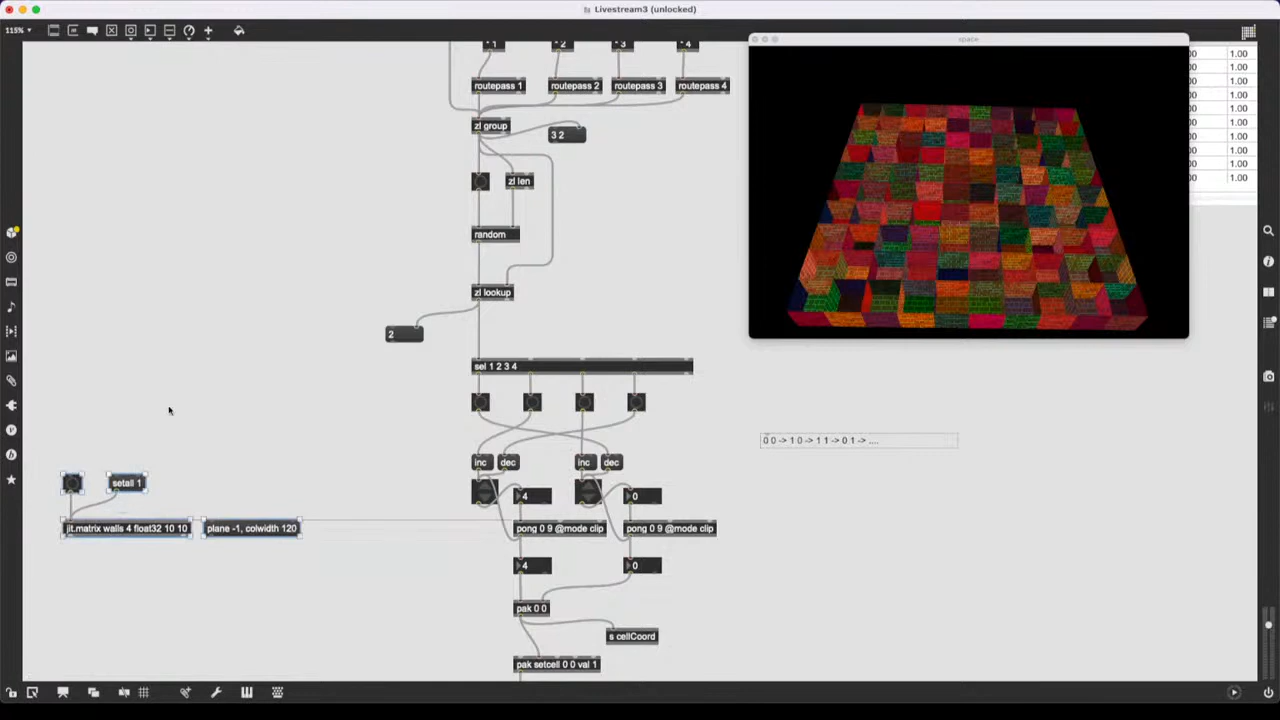 Livestream3 (unlocked)
115%
space
1 2 3 4
routepass 1 routepass 2 routepass 3 routepass 4
1.00
1.00
1.00
1.00
1.00
1.00
1.00
1.00
1.00
1.00
zl group
3 2
zl len
random
zl lookup
2
sel 1 2 3 4
0 0 -> 1 0 -> 1 1 -> 0 1 -> ....
inc dec inc dec
setall 1
4 0
jit.matrix walls 4 float32 10 10 plane -1, colwidth 120
pong 0 9 @mode clip pong 0 9 @mode clip
4 0
pak 0 0
s cellCoord
pak setcell 0 0 val 1